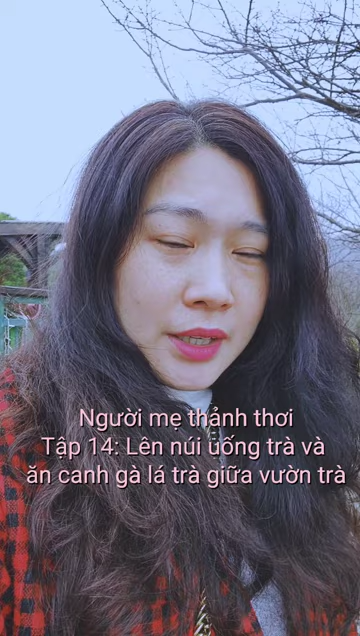 Người mẹ thảnh thơi
Tập 14: Lên núi uống trà và
ăn canh gà lá trà giữa vườn trà